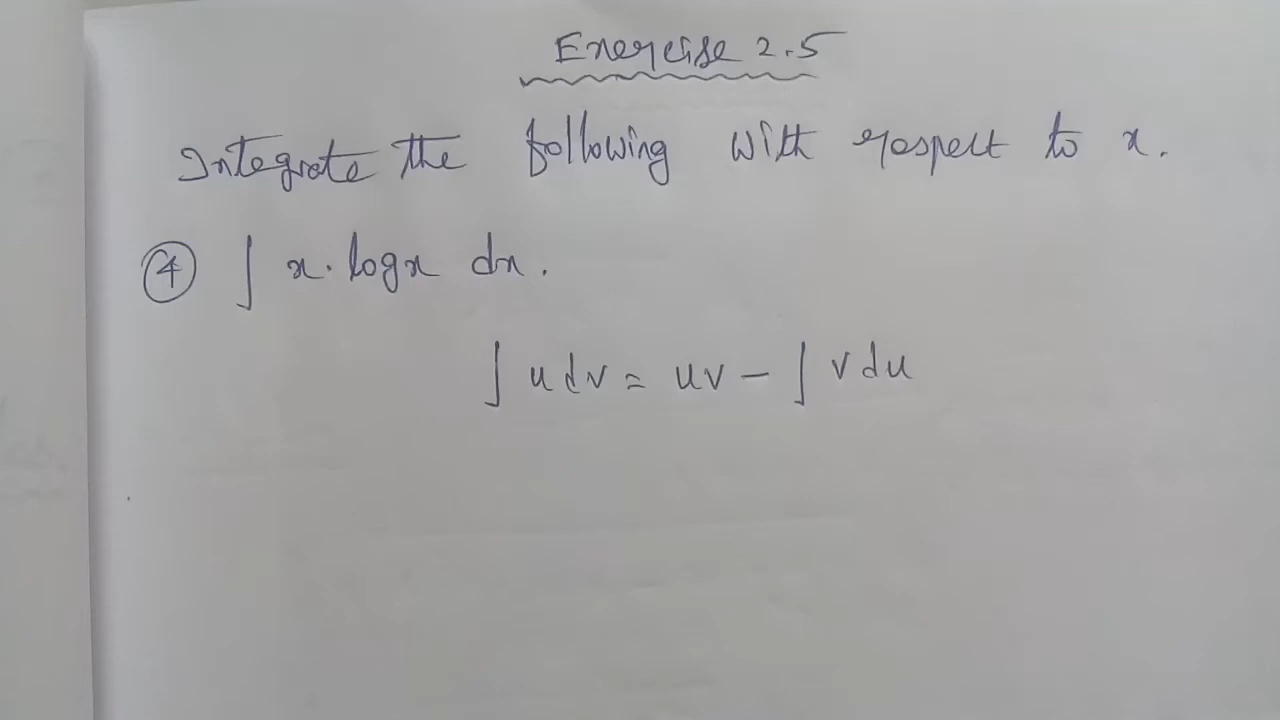 Exercise 2.5
Integrate the following with respect to x.
④ ∫ x. logx dx.
∫ u dv = uv - ∫ v du